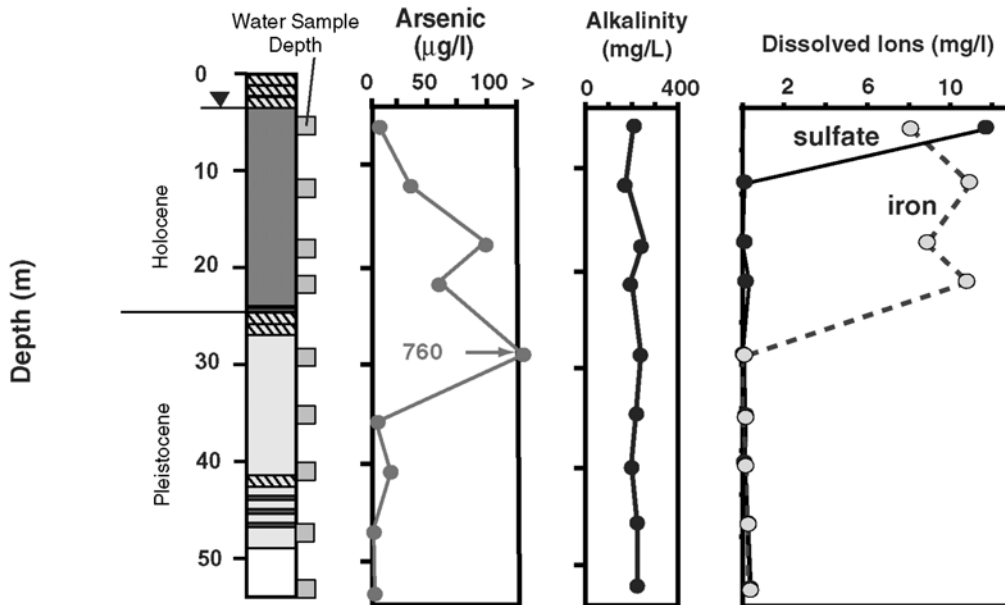 Water Sample
Depth
Arsenic
(μg/l)
Alkalinity
(mg/L)
Dissolved Ions (mg/l)
0 50 100 >
0 400
2 6 10
Depth (m)
0
10
20
30
40
50
Holocene
Pleistocene
760
sulfate
iron